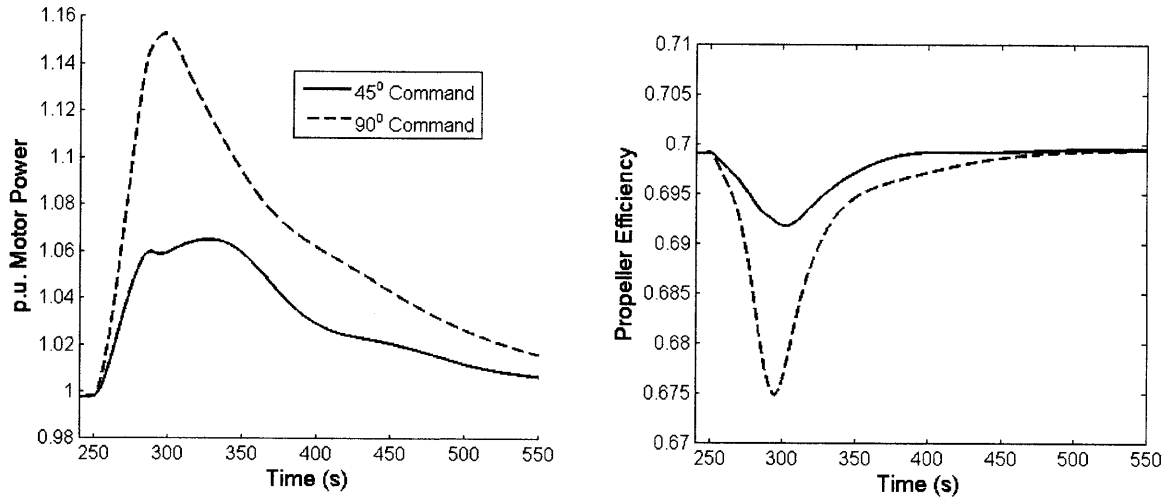 1.16
1.14
1.12
1.1
1.08
1.06
1.04
1.02
1
0.98
p.u. Motor Power
250 300 350 400 450 500 550
Time (s)
45⁰ Command
90⁰ Command
0.71
0.705
0.7
0.695
0.69
0.685
0.68
0.675
0.67
Propeller Efficiency
250 300 350 400 450 500 550
Time (s)